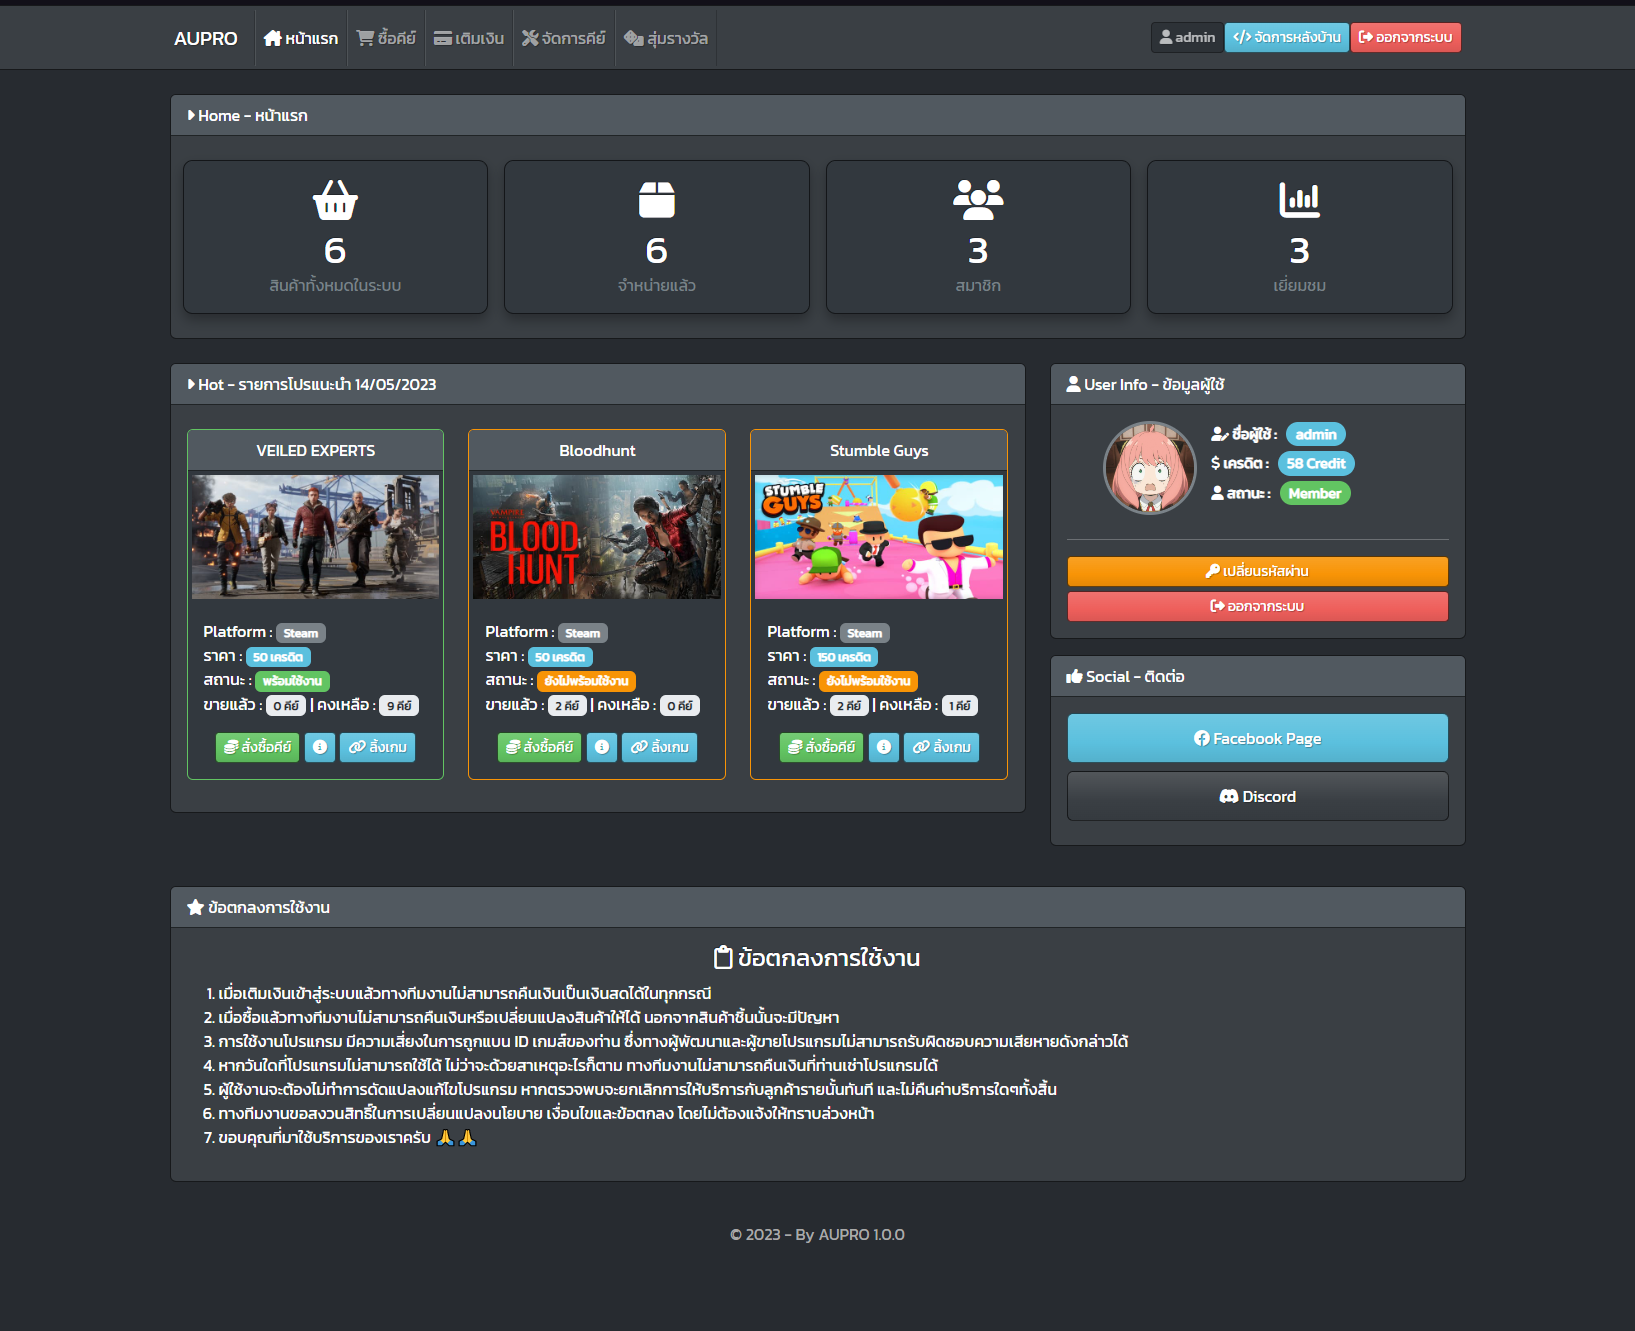 AUPRO หน้าแรก ซื้อคีย์ เติมเงิน จัดการคีย์ สุ่มรางวัล admin จัดการหลังบ้าน ออกจากระบบ
Home - หน้าแรก
6 6 3 3
สินค้าทั้งหมดในระบบ จำหน่ายแล้ว สมาชิก เยี่ยมชม
Hot - รายการโปรแนะนำ 14/05/2023
VEILED EXPERTS
Platform : Steam
ราคา : 50 เครดิต
สถานะ : พร้อมใช้งาน
ขายแล้ว : 0 คีย์ | คงเหลือ : 9 คีย์
สั่งซื้อคีย์ ลิ้งเกม
Bloodhunt
VAMPIRE
BLOOD
HUNT
Platform : Steam
ราคา : 50 เครดิต
สถานะ : ยังไม่พร้อมใช้งาน
ขายแล้ว : 2 คีย์ | คงเหลือ : 0 คีย์
สั่งซื้อคีย์ ลิ้งเกม
Stumble Guys
STUMBLE
GUYS
Platform : Steam
ราคา : 150 เครดิต
สถานะ : ยังไม่พร้อมใช้งาน
ขายแล้ว : 2 คีย์ | คงเหลือ : 1 คีย์
สั่งซื้อคีย์ ลิ้งเกม
User Info - ข้อมูลผู้ใช้
ชื่อผู้ใช้ : admin
เครดิต : 58 Credit
สถานะ : Member
เปลี่ยนรหัสผ่าน
ออกจากระบบ
Social - ติดต่อ
Facebook Page
Discord
ข้อตกลงการใช้งาน
ข้อตกลงการใช้งาน
1. เมื่อเติมเงินเข้าสู่ระบบแล้วทางทีมงานไม่สามารถคืนเงินเป็นเงินสดได้ในทุกกรณี
2. เมื่อซื้อแล้วทางทีมงานไม่สามารถคืนเงินหรือเปลี่ยนแปลงสินค้าให้ได้ นอกจากสินค้าชิ้นนั้นจะมีปัญหา
3. การใช้งานโปรแกรม มีความเสี่ยงในการถูกแบน ID เกมส์ของท่าน ซึ่งทางผู้พัฒนาและผู้ขายโปรแกรมไม่สามารถรับผิดชอบความเสียหายดังกล่าวได้
4. หากวันใดที่โปรแกรมไม่สามารถใช้ได้ ไม่ว่าจะด้วยสาเหตุอะไรก็ตาม ทางทีมงานไม่สามารถคืนเงินที่ท่านเช่าโปรแกรมได้
5. ผู้ใช้งานจะต้องไม่ทำการดัดแปลงแก้ไขโปรแกรม หากตรวจพบจะยกเลิกการให้บริการกับลูกค้ารายนั้นทันที และไม่คืนค่าบริการใดๆทั้งสิ้น
6. ทางทีมงานขอสงวนสิทธิ์ในการเปลี่ยนแปลงนโยบาย เงื่อนไขและข้อตกลง โดยไม่ต้องแจ้งให้ทราบล่วงหน้า
7. ขอบคุณที่มาใช้บริการของเราครับ 🙏 🙏
© 2023 - By AUPRO 1.0.0